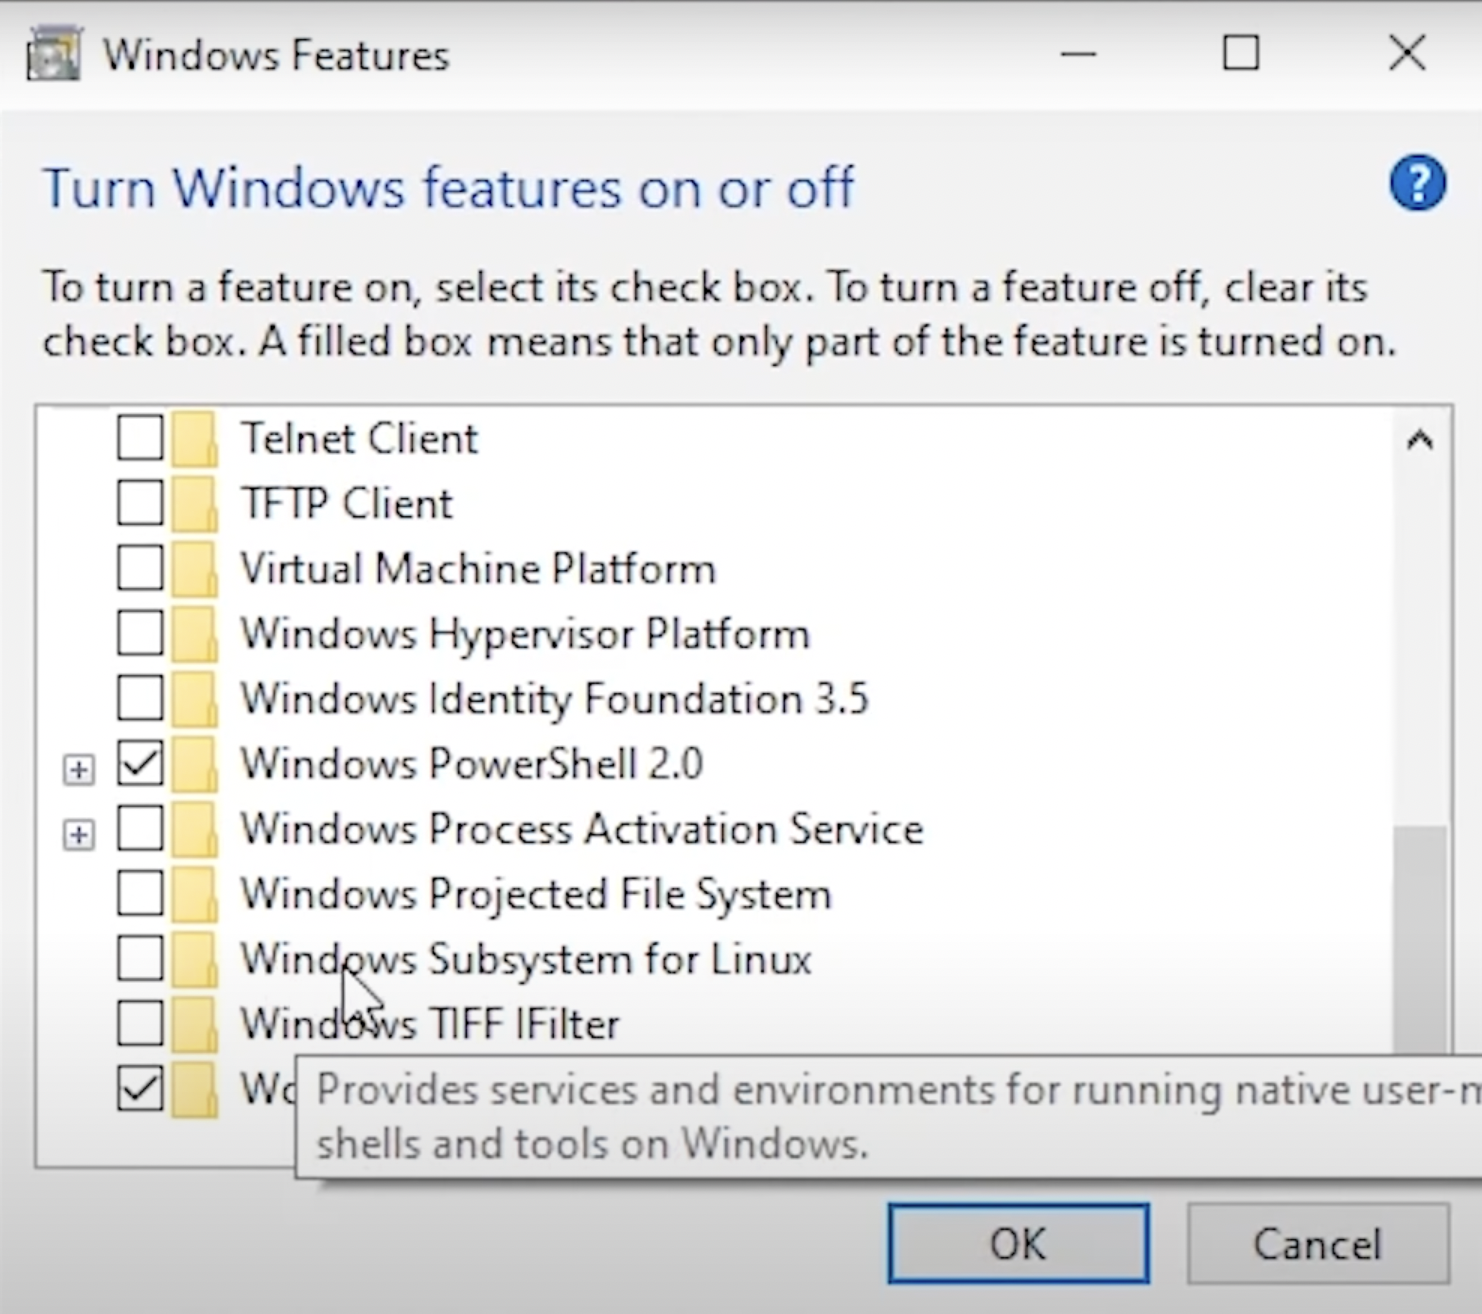 Windows Features
Turn Windows features on or off
To turn a feature on, select its check box. To turn a feature off, clear its
check box. A filled box means that only part of the feature is turned on.
Telnet Client
TFTP Client
Virtual Machine Platform
Windows Hypervisor Platform
Windows Identity Foundation 3.5
Windows PowerShell 2.0
Windows Process Activation Service
Windows Projected File System
Windows Subsystem for Linux
Windows TIFF IFilter
Provides services and environments for running native user-
shells and tools on Windows.
OK
Cancel